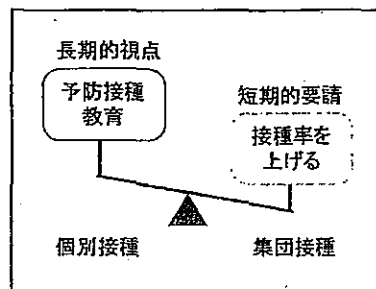 長期的視点
予防接種
教育
短期的要請
接種率を
上げる
個別接種
集団接種